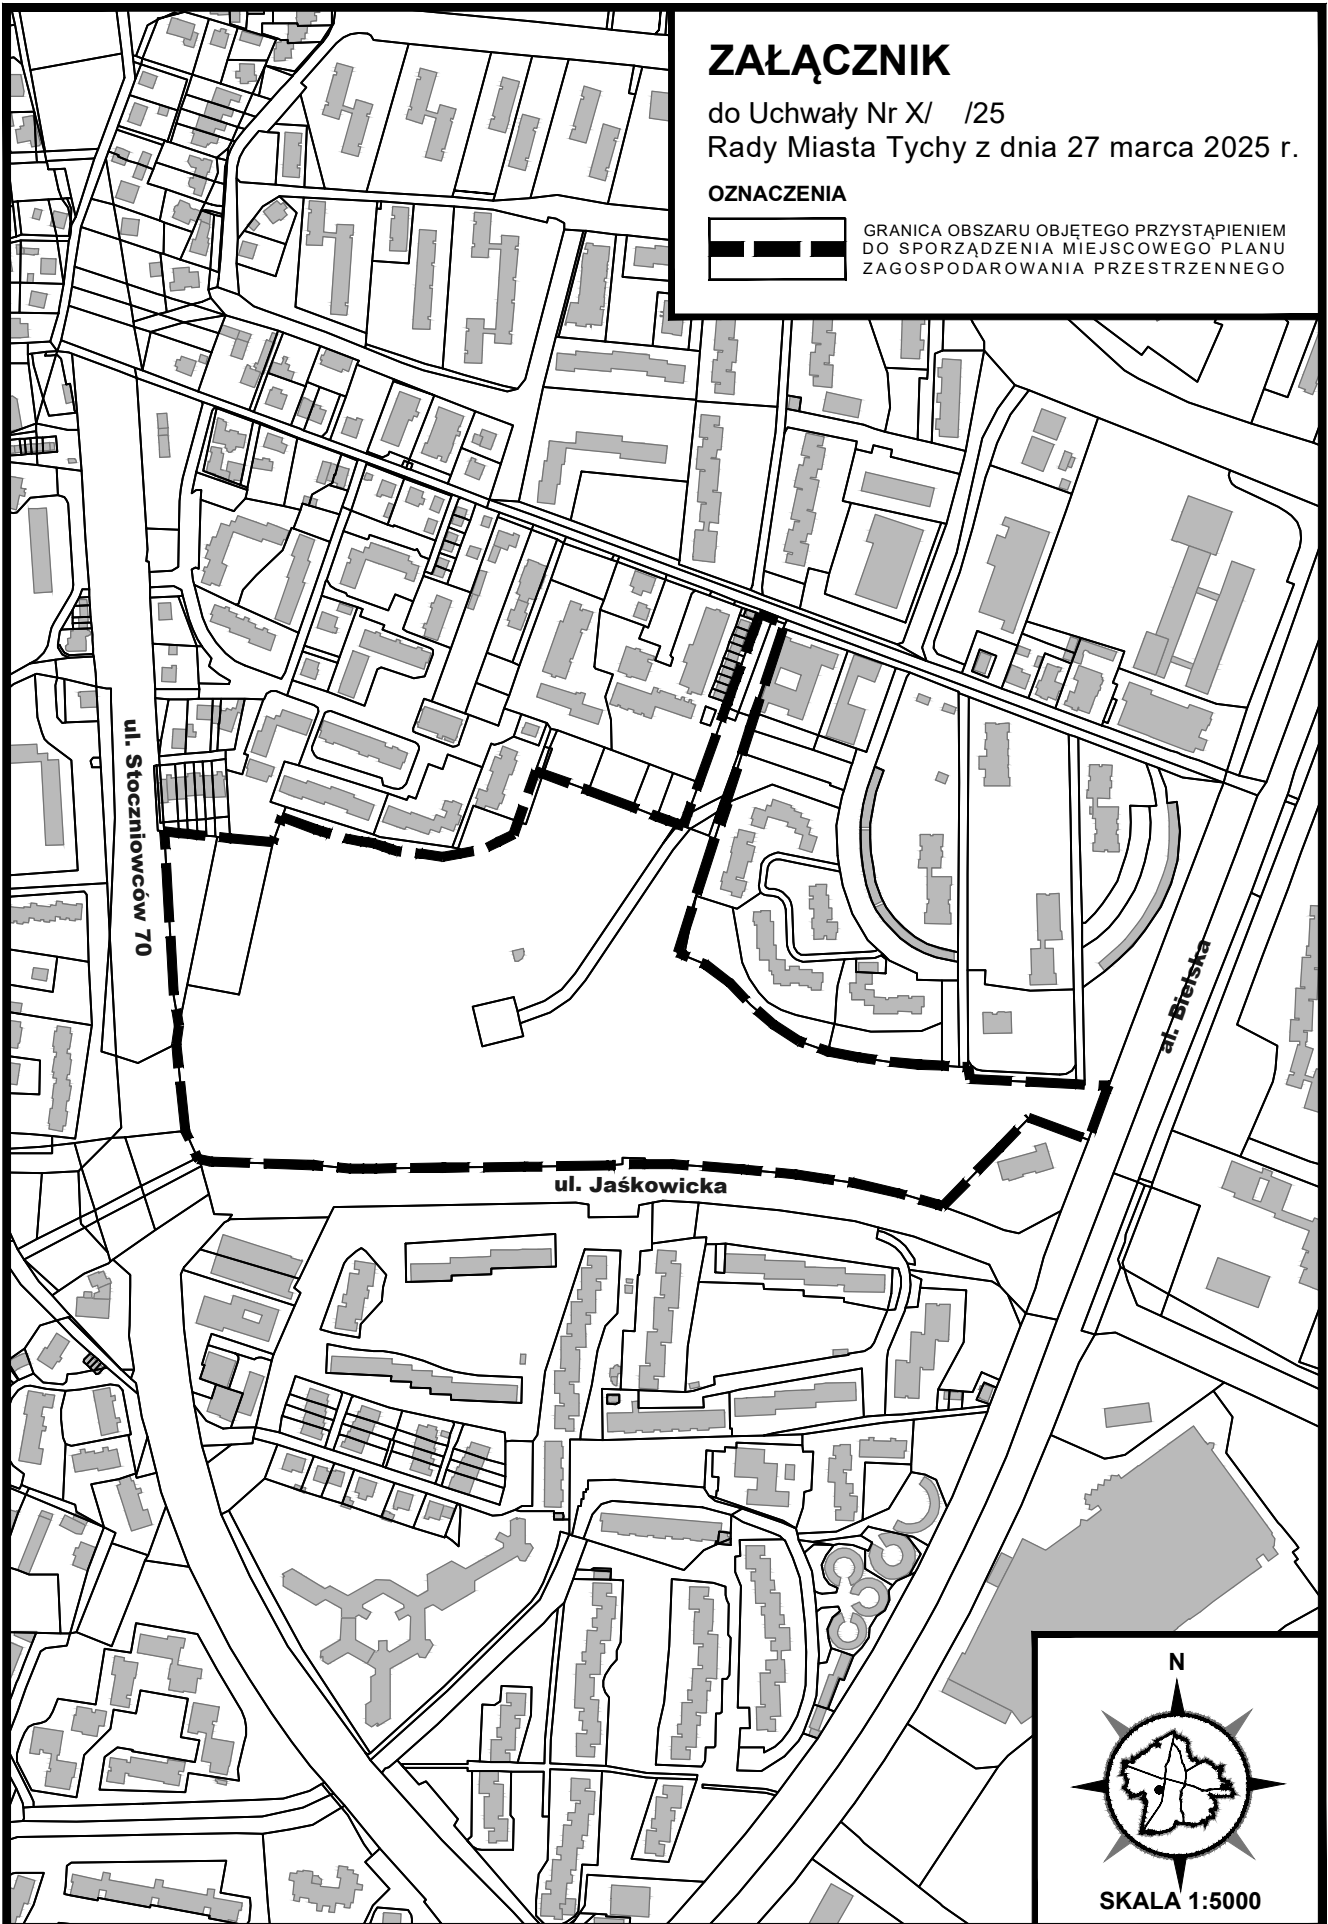 ZAŁĄCZNIK
do Uchwały Nr X/ /25
Rady Miasta Tychy z dnia 27 marca 2025 r.
OZNACZENIA
GRANICA OBSZARU OBJĘTEGO PRZYSTĄPIENIEM
DO SPORZĄDZENIA MIEJSCOWEGO PLANU
ZAGOSPODAROWANIA PRZESTRZENNEGO
ul. Stoczniowców 70
al. Bielska
ul. Jaśkowicka
N
SKALA 1:5000